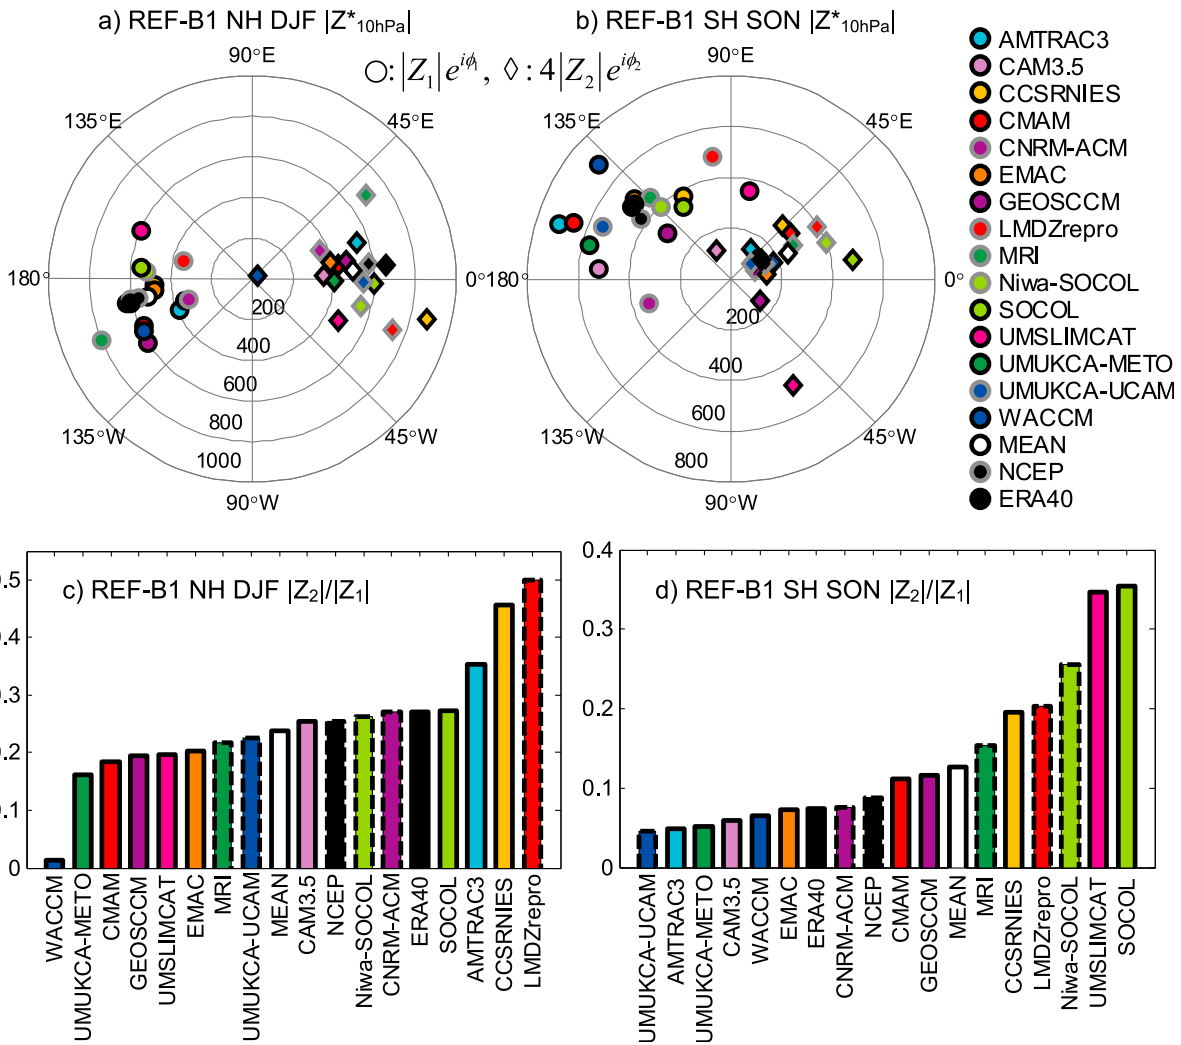 a) REF-B1 NH DJF |Z*10hPa|
b) REF-B1 SH SON |Z*10hPa|
○: |Z1|e^iϕ1, ◊: 4|Z2|e^iϕ2
90°E
135°E
45°E
180°
0°
200
400
600
800
1000
135°W
45°W
90°W
90°E
135°E
45°E
180°
0°
200
400
600
800
135°W
45°W
90°W
AMTRAC3
CAM3.5
CCSRNIES
CMAM
CNRM-ACM
EMAC
GEOSCCM
LMDZrepro
MRI
Niwa-SOCOL
SOCOL
UMSLIMCAT
UMUKCA-METO
UMUKCA-UCAM
WACCM
MEAN
NCEP
ERA40
c) REF-B1 NH DJF |Z2|/|Z1|
0.5
0.4
0.3
0.2
0.1
0
WACCM
UMUKCA-METO
CMAM
GEOSCCM
UMSLIMCAT
EMAC
MRI
UMUKCA-UCAM
MEAN
CAM3.5
NCEP
Niwa-SOCOL
CNRM-ACM
ERA40
SOCOL
AMTRAC3
CCSRNIES
LMDZrepro
d) REF-B1 SH SON |Z2|/|Z1|
0.4
0.3
0.2
0.1
0
UMUKCA-UCAM
AMTRAC3
UMUKCA-METO
CAM3.5
WACCM
EMAC
ERA40
CNRM-ACM
NCEP
CMAM
GEOSCCM
MEAN
MRI
CCSRNIES
LMDZrepro
Niwa-SOCOL
UMSLIMCAT
SOCOL